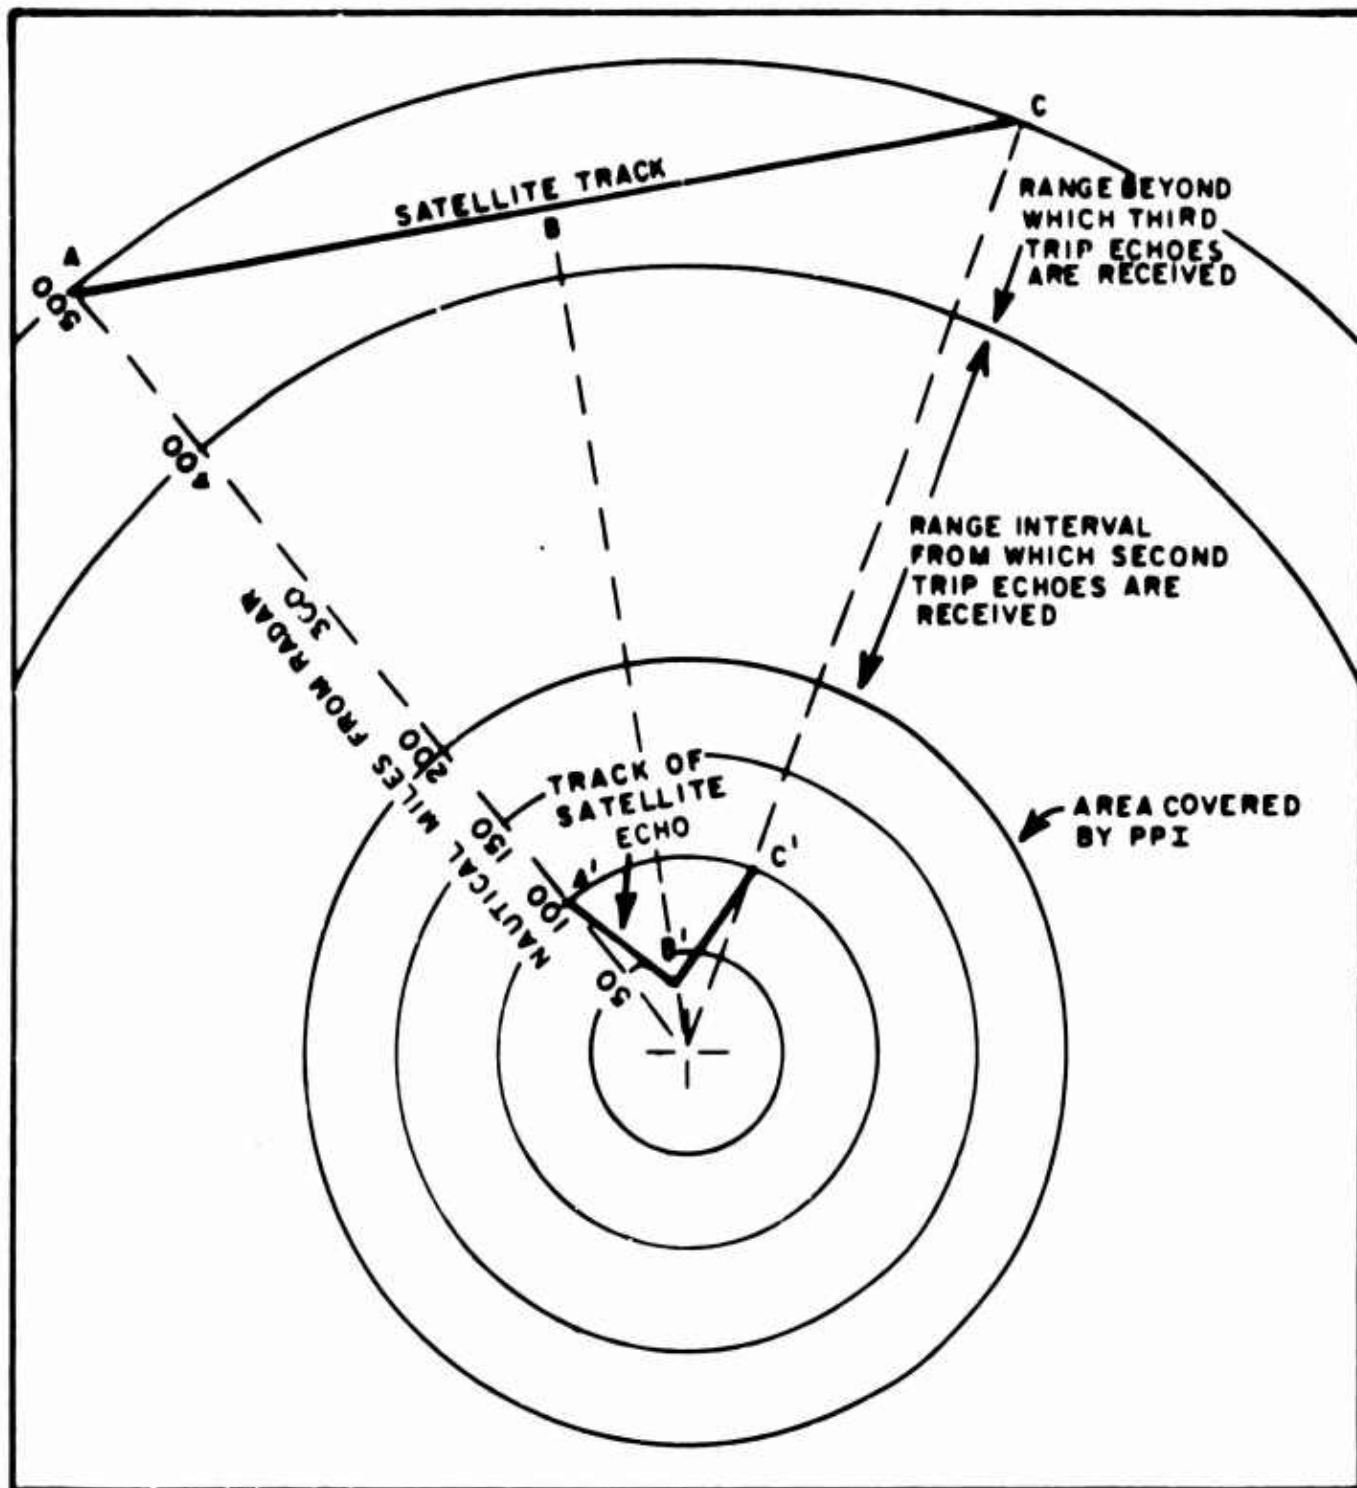 C
A
SATELLITE TRACK
B
RANGE BEYOND
WHICH THIRD
TRIP ECHOES
ARE RECEIVED
500
400
300
200
150
100
50
NAUTICAL MILES FROM RADAR
RANGE INTERVAL
FROM WHICH SECOND
TRIP ECHOES ARE
RECEIVED
TRACK OF
SATELLITE
ECHO
AREA COVERED
BY PPI
A'
B'
C'